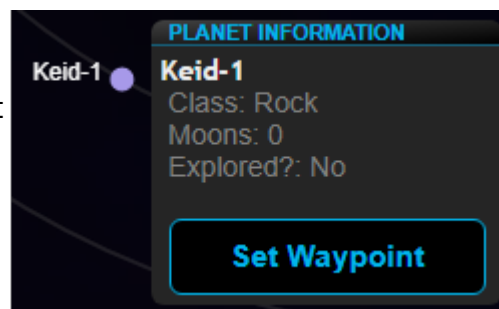 PLANET INFORMATION
Keid-1
Keid-1
Class: Rock
Moons: 0
Explored?: No
Set Waypoint